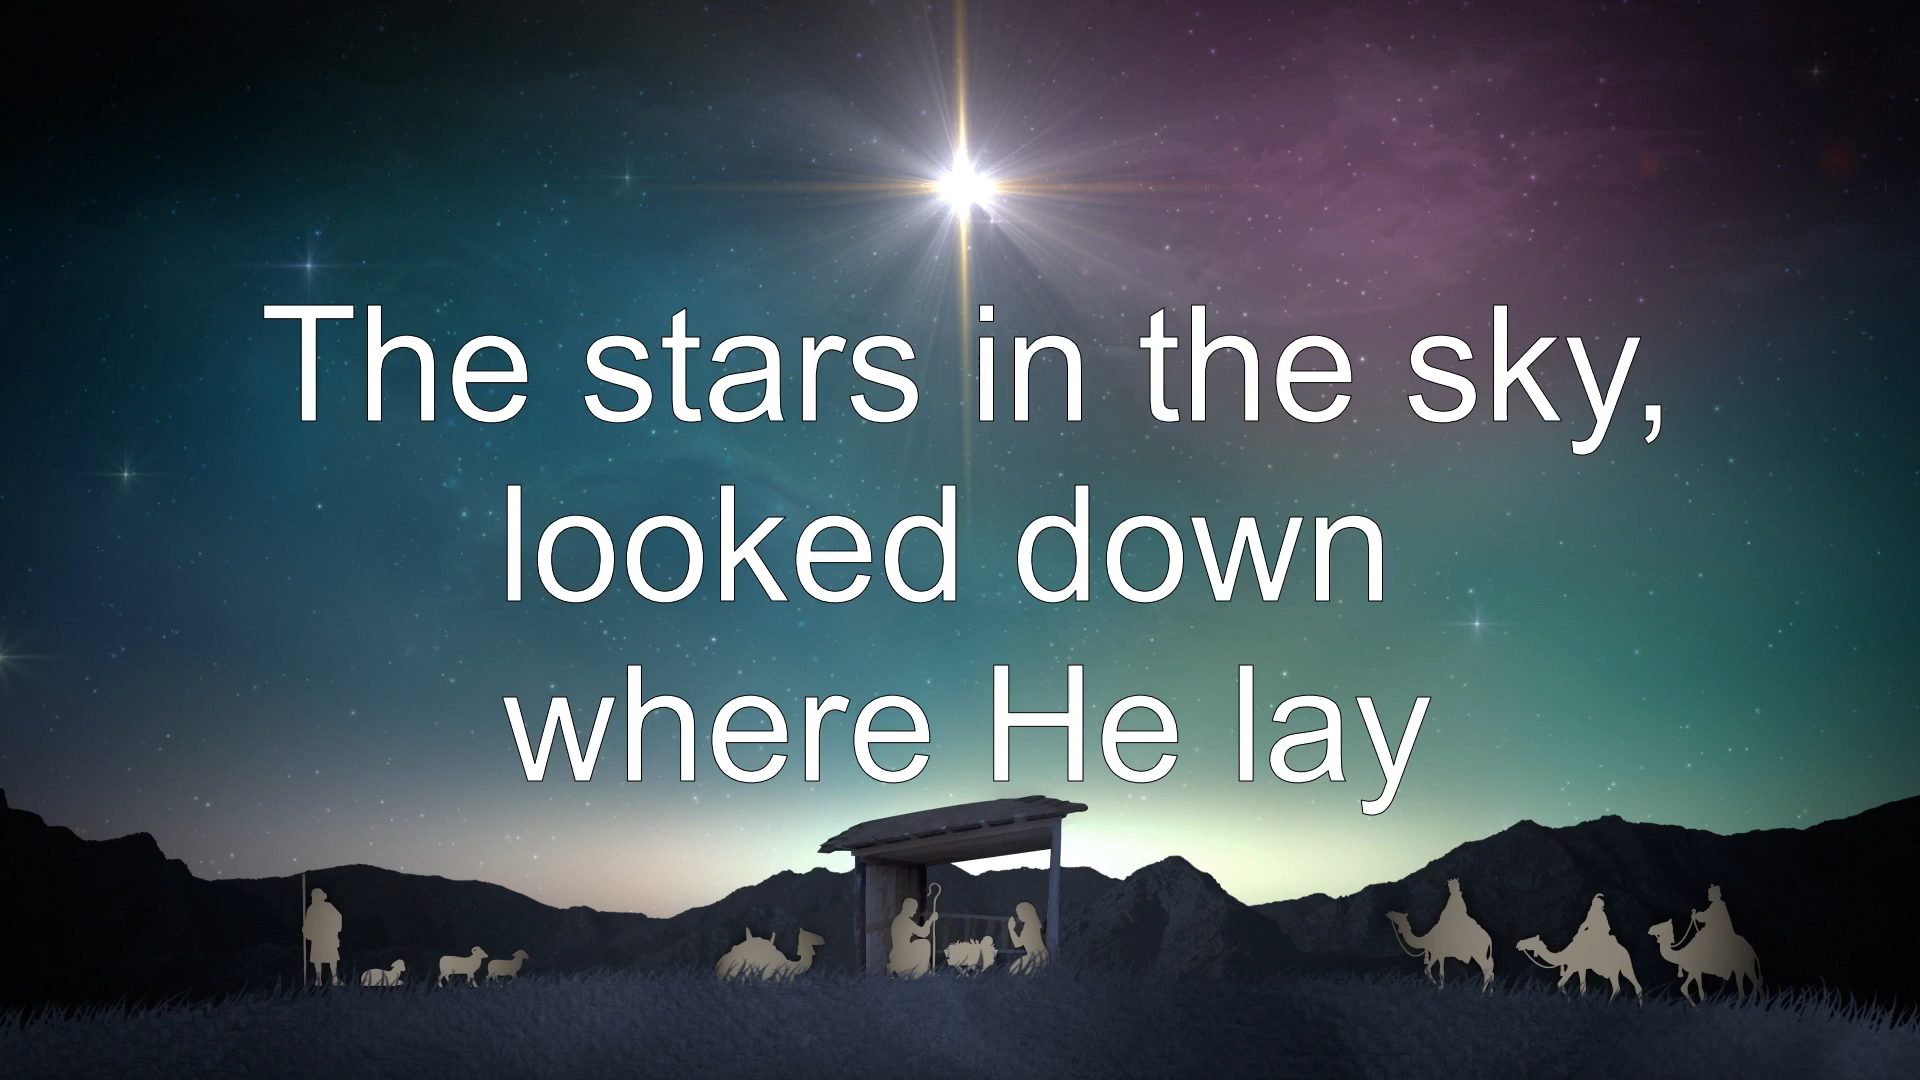 The stars in the sky,
looked down
where He lay